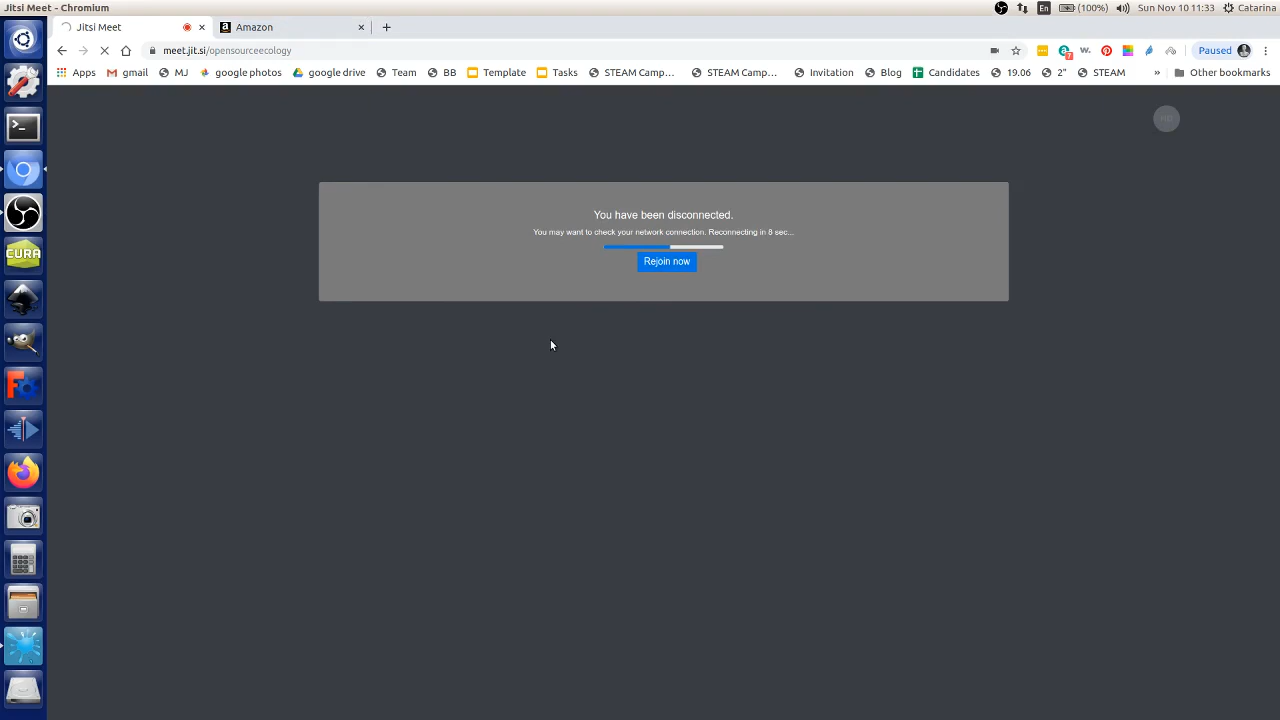 Jitsi Meet - Chromium
En
(100%)
Sun Nov 10 11:33
Catarina
Jitsi Meet
a
Amazon
meet.jit.si/opensourceecology
7
w.
Paused
Apps
gmail
MJ
google photos
google drive
Team
BB
Template
Tasks
STEAM Camp...
STEAM Camp...
Invitation
Blog
Candidates
19.06
2"
STEAM
»
Other bookmarks
HD
You have been disconnected.
You may want to check your network connection. Reconnecting in 8 sec...
Rejoin now
>_
CURA